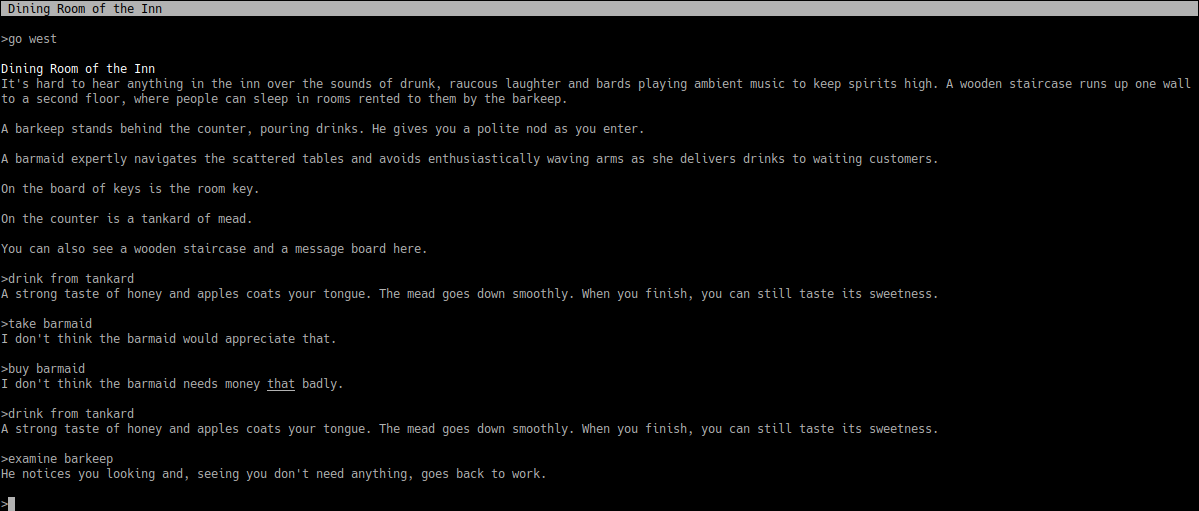 Dining Room of the Inn
>go west
Dining Room of the Inn
It's hard to hear anything in the inn over the sounds of drunk, raucous laughter and bards playing ambient music to keep spirits high. A wooden staircase runs up one wall
to a second floor, where people can sleep in rooms rented to them by the barkeep.
A barkeep stands behind the counter, pouring drinks. He gives you a polite nod as you enter.
A barmaid expertly navigates the scattered tables and avoids enthusiastically waving arms as she delivers drinks to waiting customers.
On the board of keys is the room key.
On the counter is a tankard of mead.
You can also see a wooden staircase and a message board here.
>drink from tankard
A strong taste of honey and apples coats your tongue. The mead goes down smoothly. When you finish, you can still taste its sweetness.
>take barmaid
I don't think the barmaid would appreciate that.
>buy barmaid
I don't think the barmaid needs money that badly.
>drink from tankard
A strong taste of honey and apples coats your tongue. The mead goes down smoothly. When you finish, you can still taste its sweetness.
>examine barkeep
He notices you looking and, seeing you don't need anything, goes back to work.
>